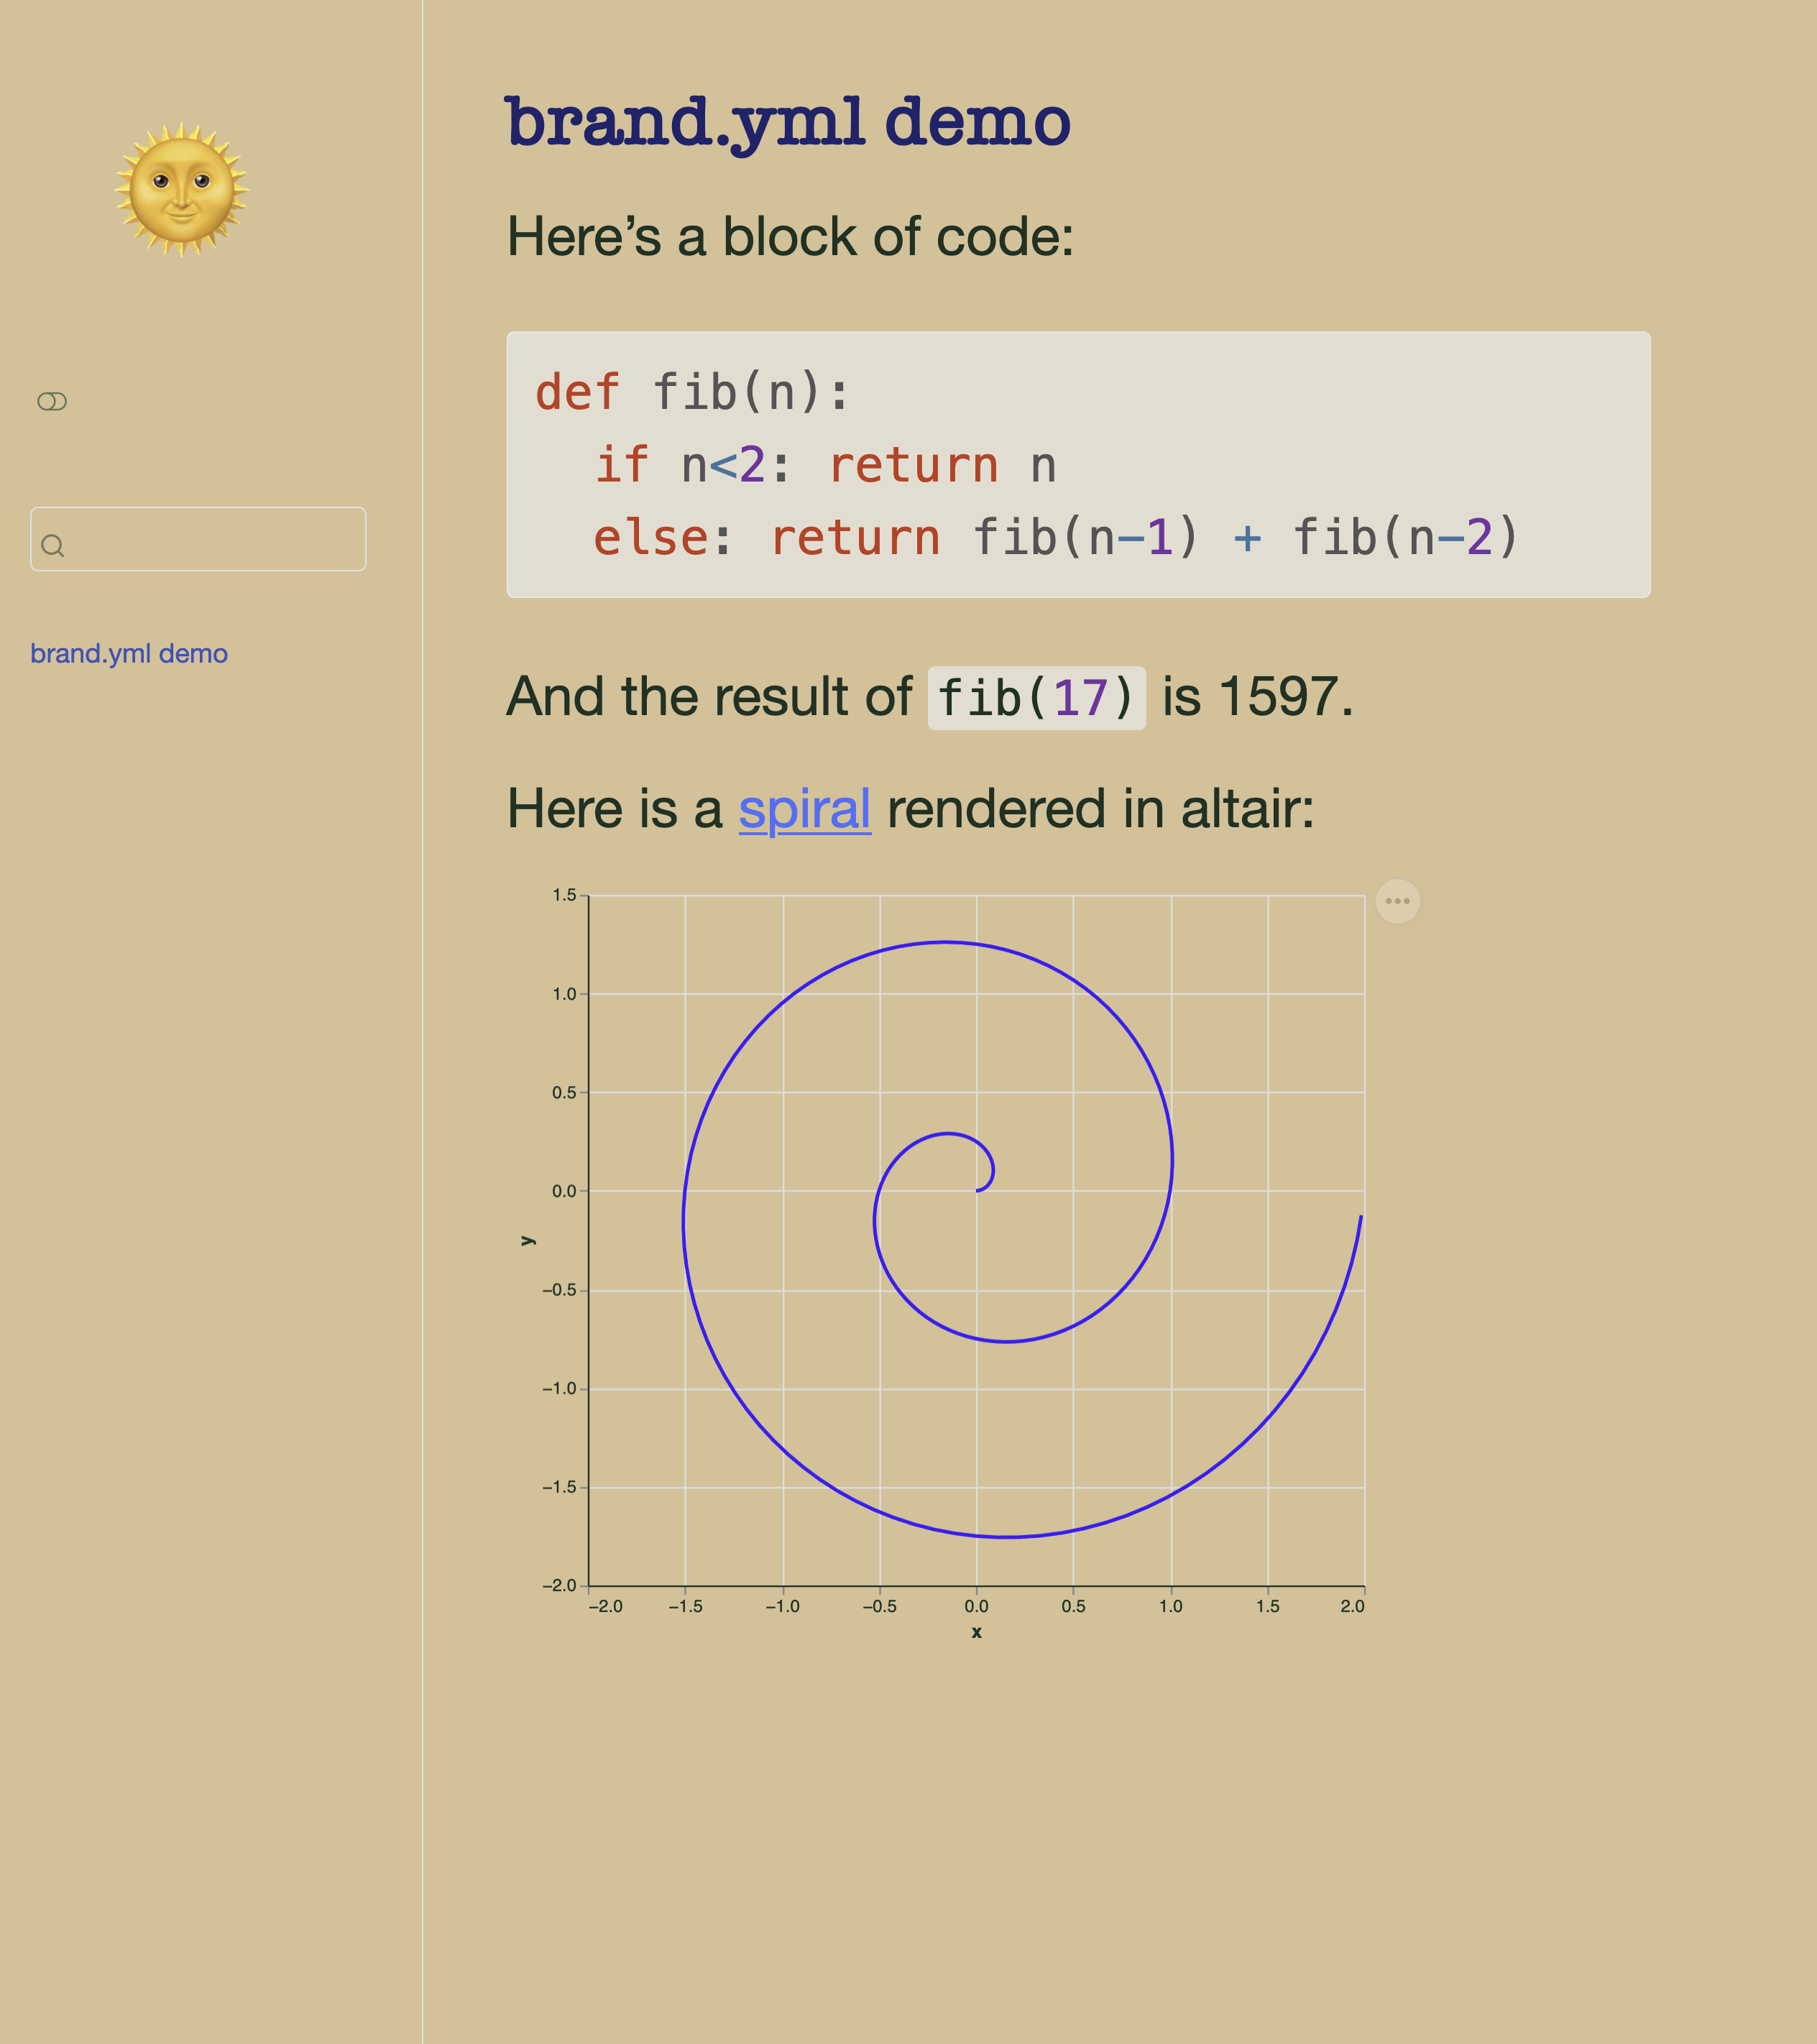 brand.yml demo
brand.yml demo
Here’s a block of code:
def fib(n):
  if n<2: return n
  else: return fib(n−1) + fib(n−2)
And the result of fib(17) is 1597.
Here is a spiral rendered in altair:
1.5
1.0
0.5
0.0
−0.5
−1.0
−1.5
−2.0
y
−2.0 −1.5 −1.0 −0.5 0.0 0.5 1.0 1.5 2.0
x